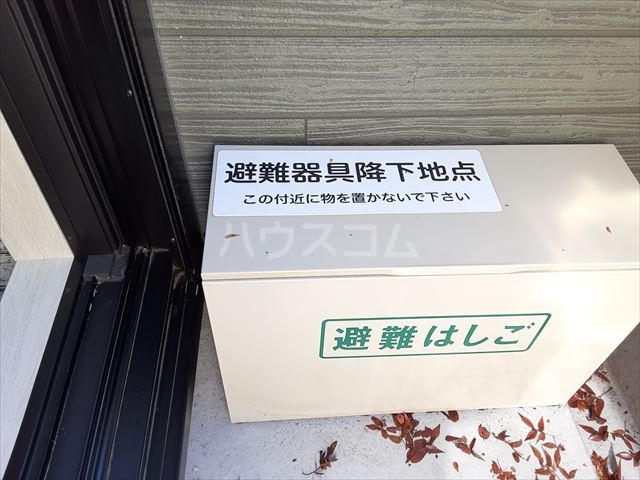 避難器具降下地点
この付近に物を置かないで下さい
ハウスコム
避難はしご